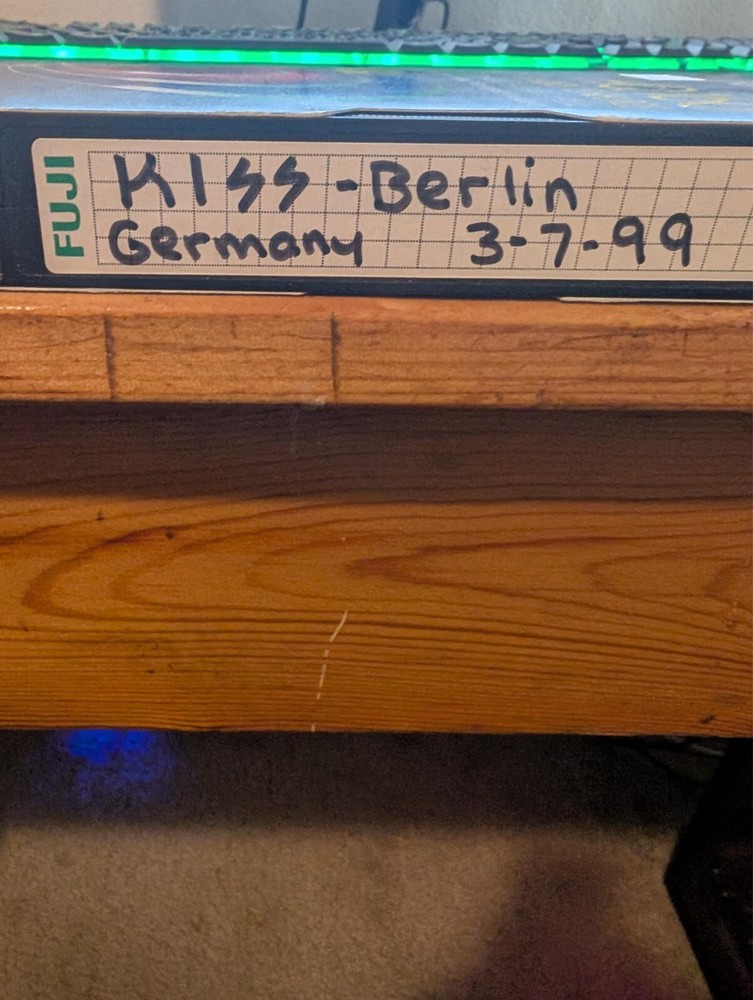 FUJI
KISS - Berlin
Germany 3-7-99